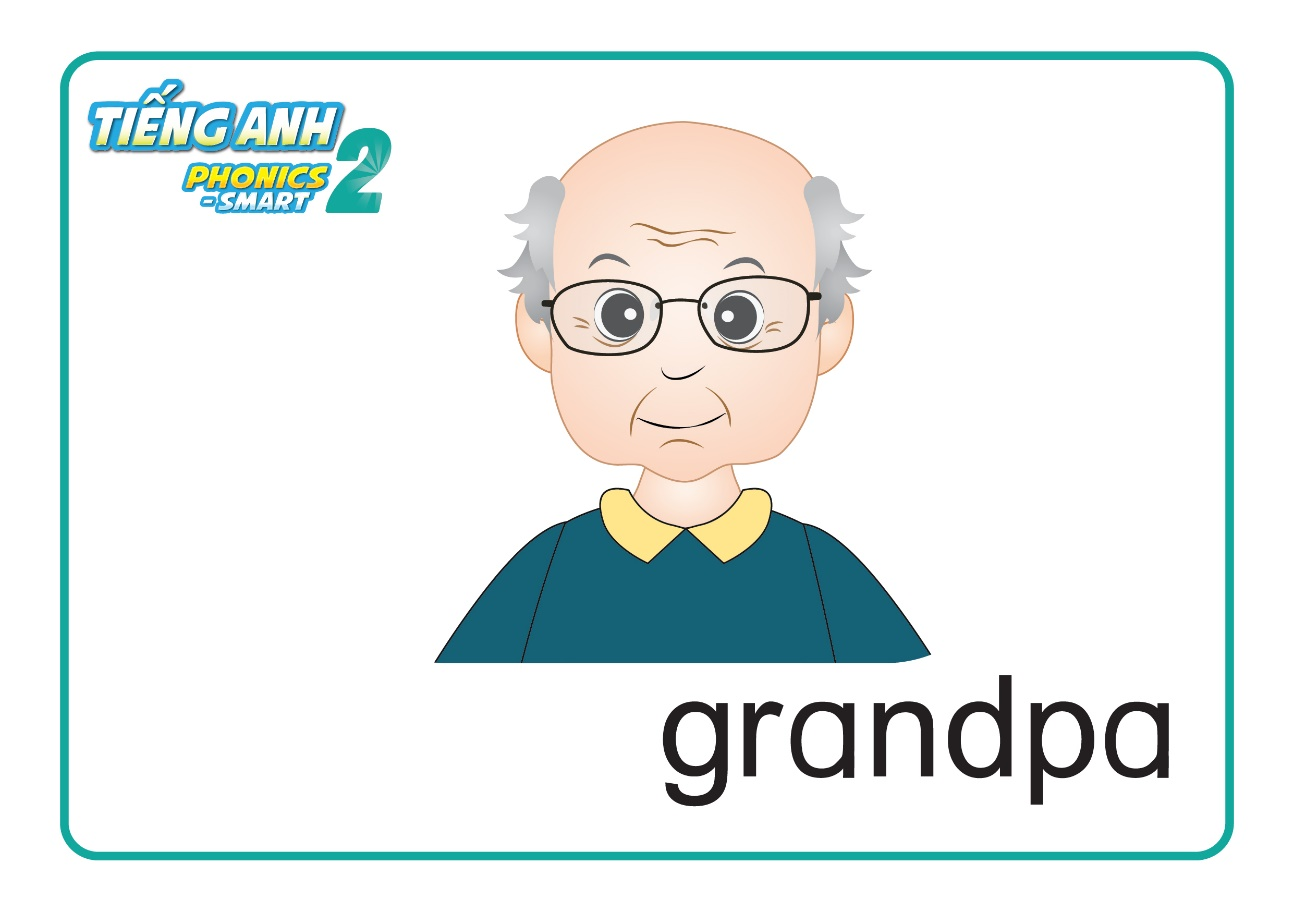 TIẾNG ANH 2
PHONICS
-SMART
grandpa